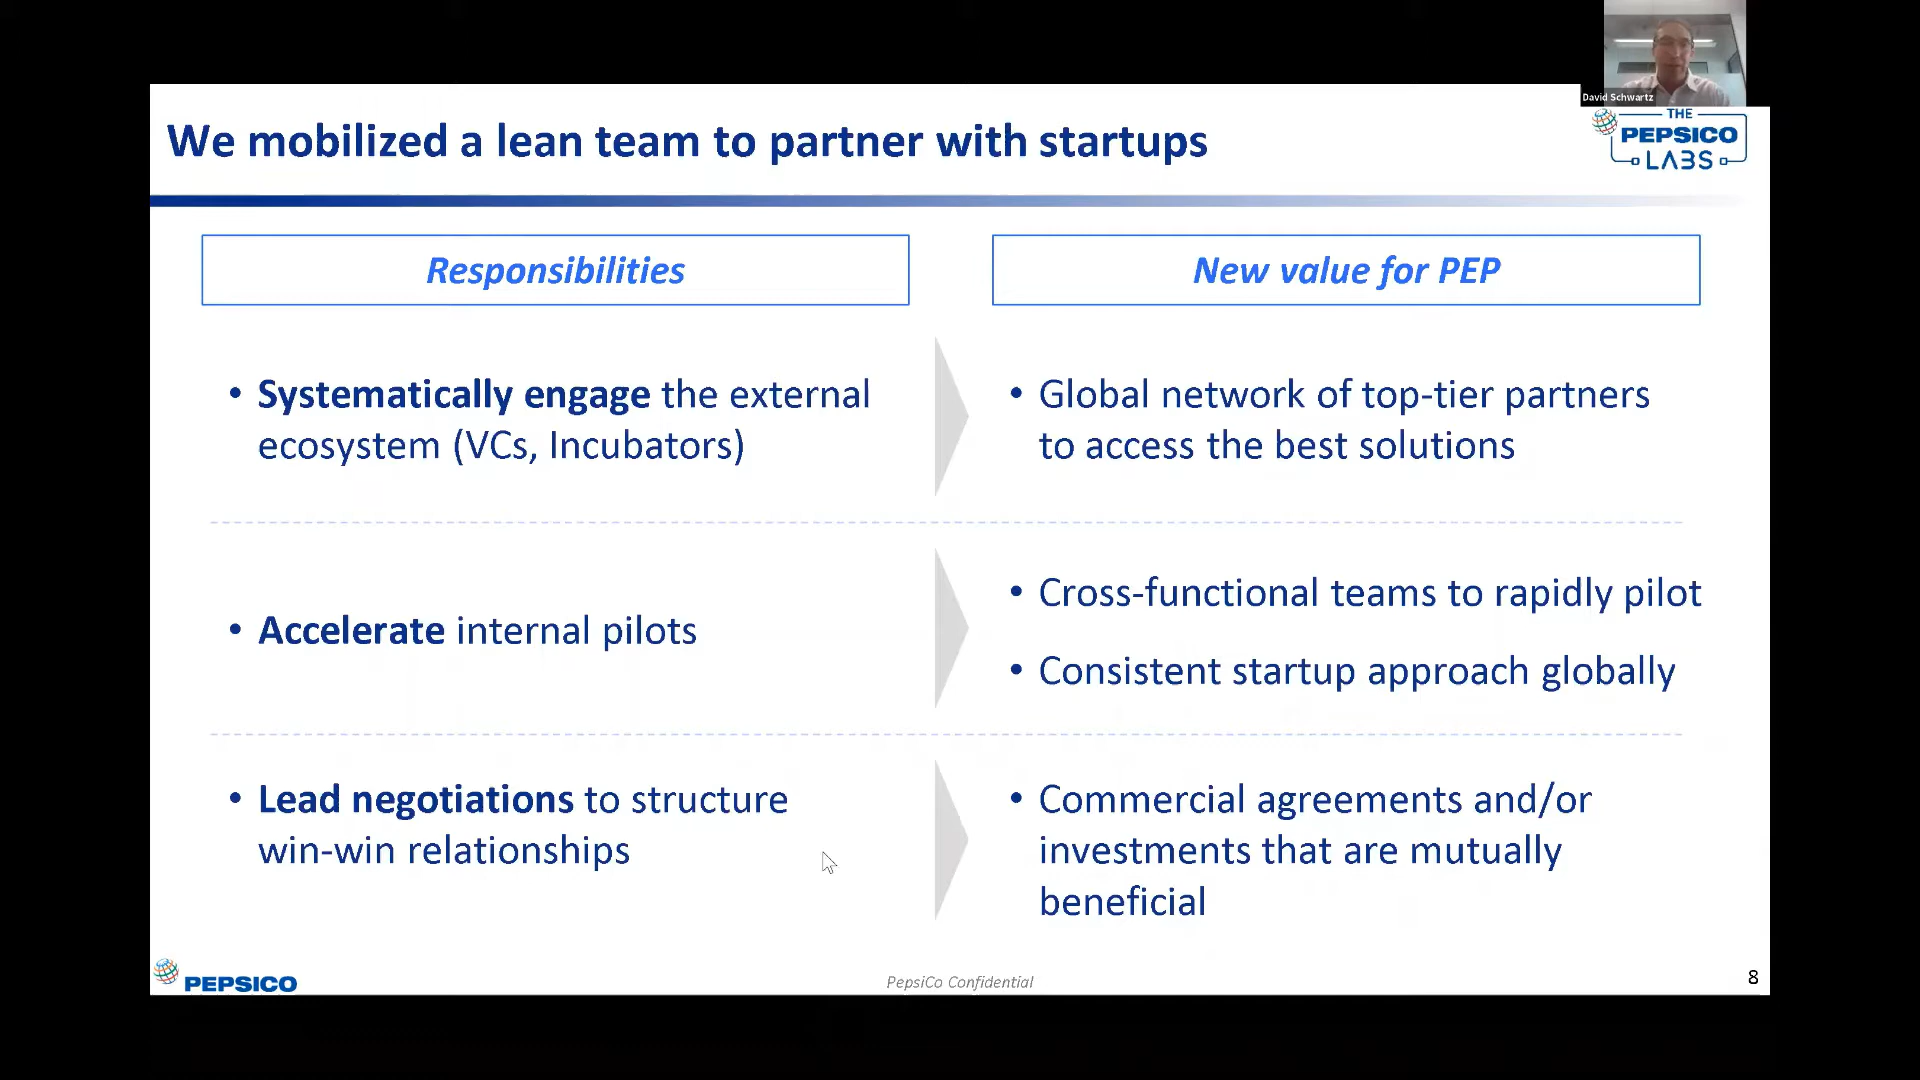 David Schwartz
We mobilized a lean team to partner with startups
THE
PEPSICO
LABS
Responsibilities
New value for PEP
• Systematically engage the external
ecosystem (VCs, Incubators)
• Global network of top-tier partners
to access the best solutions
• Accelerate internal pilots
• Cross-functional teams to rapidly pilot
• Consistent startup approach globally
• Lead negotiations to structure
win-win relationships
• Commercial agreements and/or
investments that are mutually
beneficial
PEPSICO
PepsiCo Confidential
8